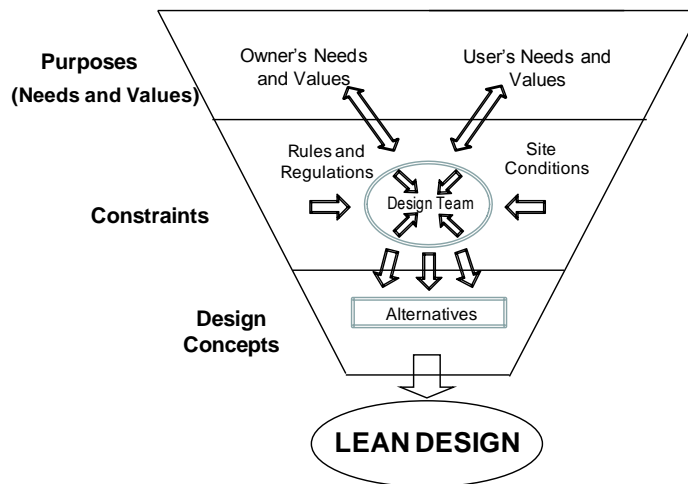 Purposes
(Needs and Values)
Owner's Needs
and Values
User's Needs and
Values
Constraints
Rules and
Regulations
Site
Conditions
Design Team
Design
Concepts
Alternatives
LEAN DESIGN